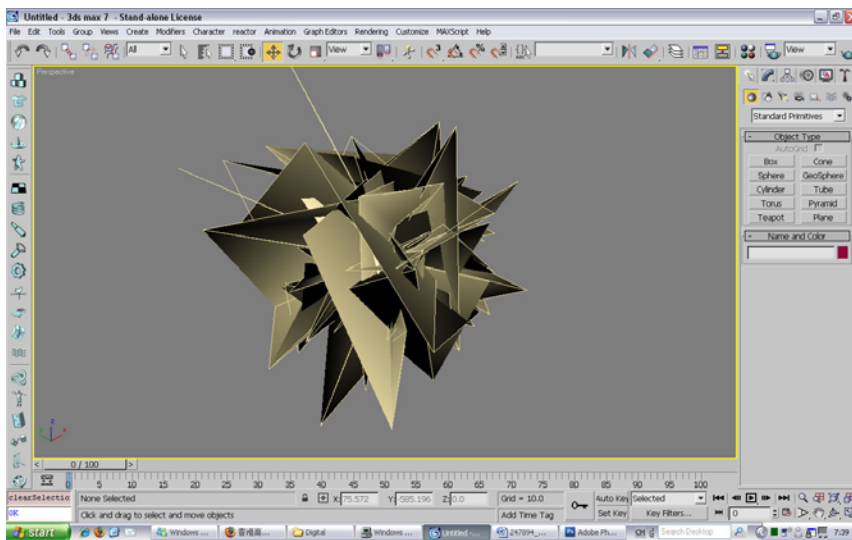 Untitled - 3ds max 7 - Stand-alone License
File Edit Tools Group Views Create Modifiers Character reactor Animation Graph Editors Rendering Customize MAXScript Help
All View View
Perspective
Standard Primitives
- Object Type
AutoGrid
Box Cone
Sphere GeoSphere
Cylinder Tube
Torus Pyramid
Teapot Plane
- Name and Color
z
x
< 0 / 100 >
0 5 10 15 20 25 30 35 40 45 50 55 60 65 70 75 80 85 90 95 100
clearSelectio None Selected X: 75.572 Y: -585.196 Z: 0.0 Grid = 10.0 Auto Key Selected
OK Click and drag to select and move objects Add Time Tag Set Key Key Filters... 0
start Windows ... Digital Windows ... Untitled -... 247894_... Adobe Ph... CH Search Desktop 7:39